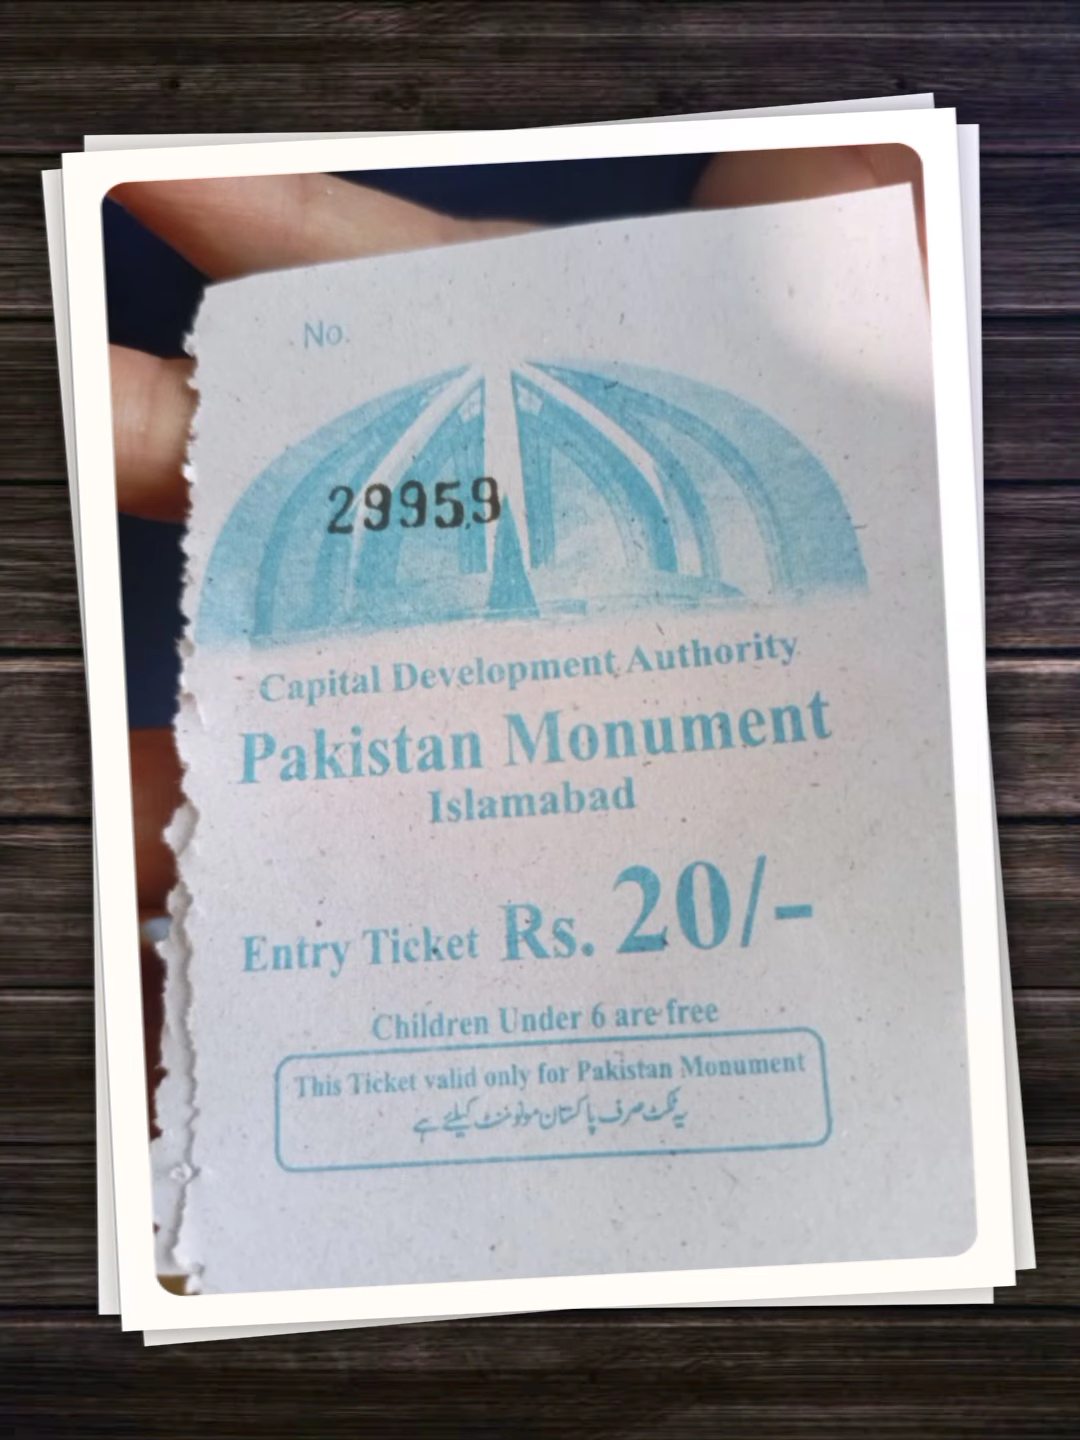 No.
29959
Capital Development Authority
Pakistan Monument
Islamabad
Entry Ticket Rs. 20/-
Children Under 6 are free
This Ticket valid only for Pakistan Monument
یہ ٹکٹ صرف پاکستان مونومنٹ کیلئے ہے